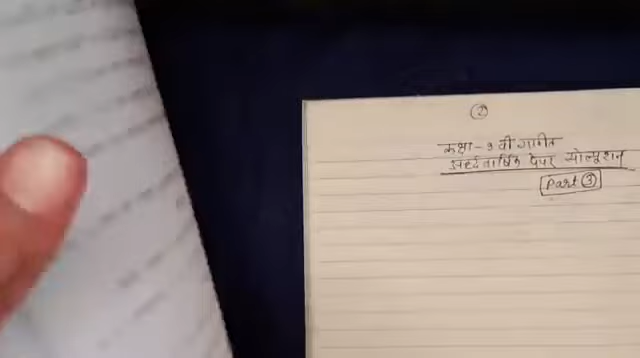 ②
कक्षा - 9 वी गणित
अर्द्धवार्षिक पेपर सोल्यूशन
Part ③